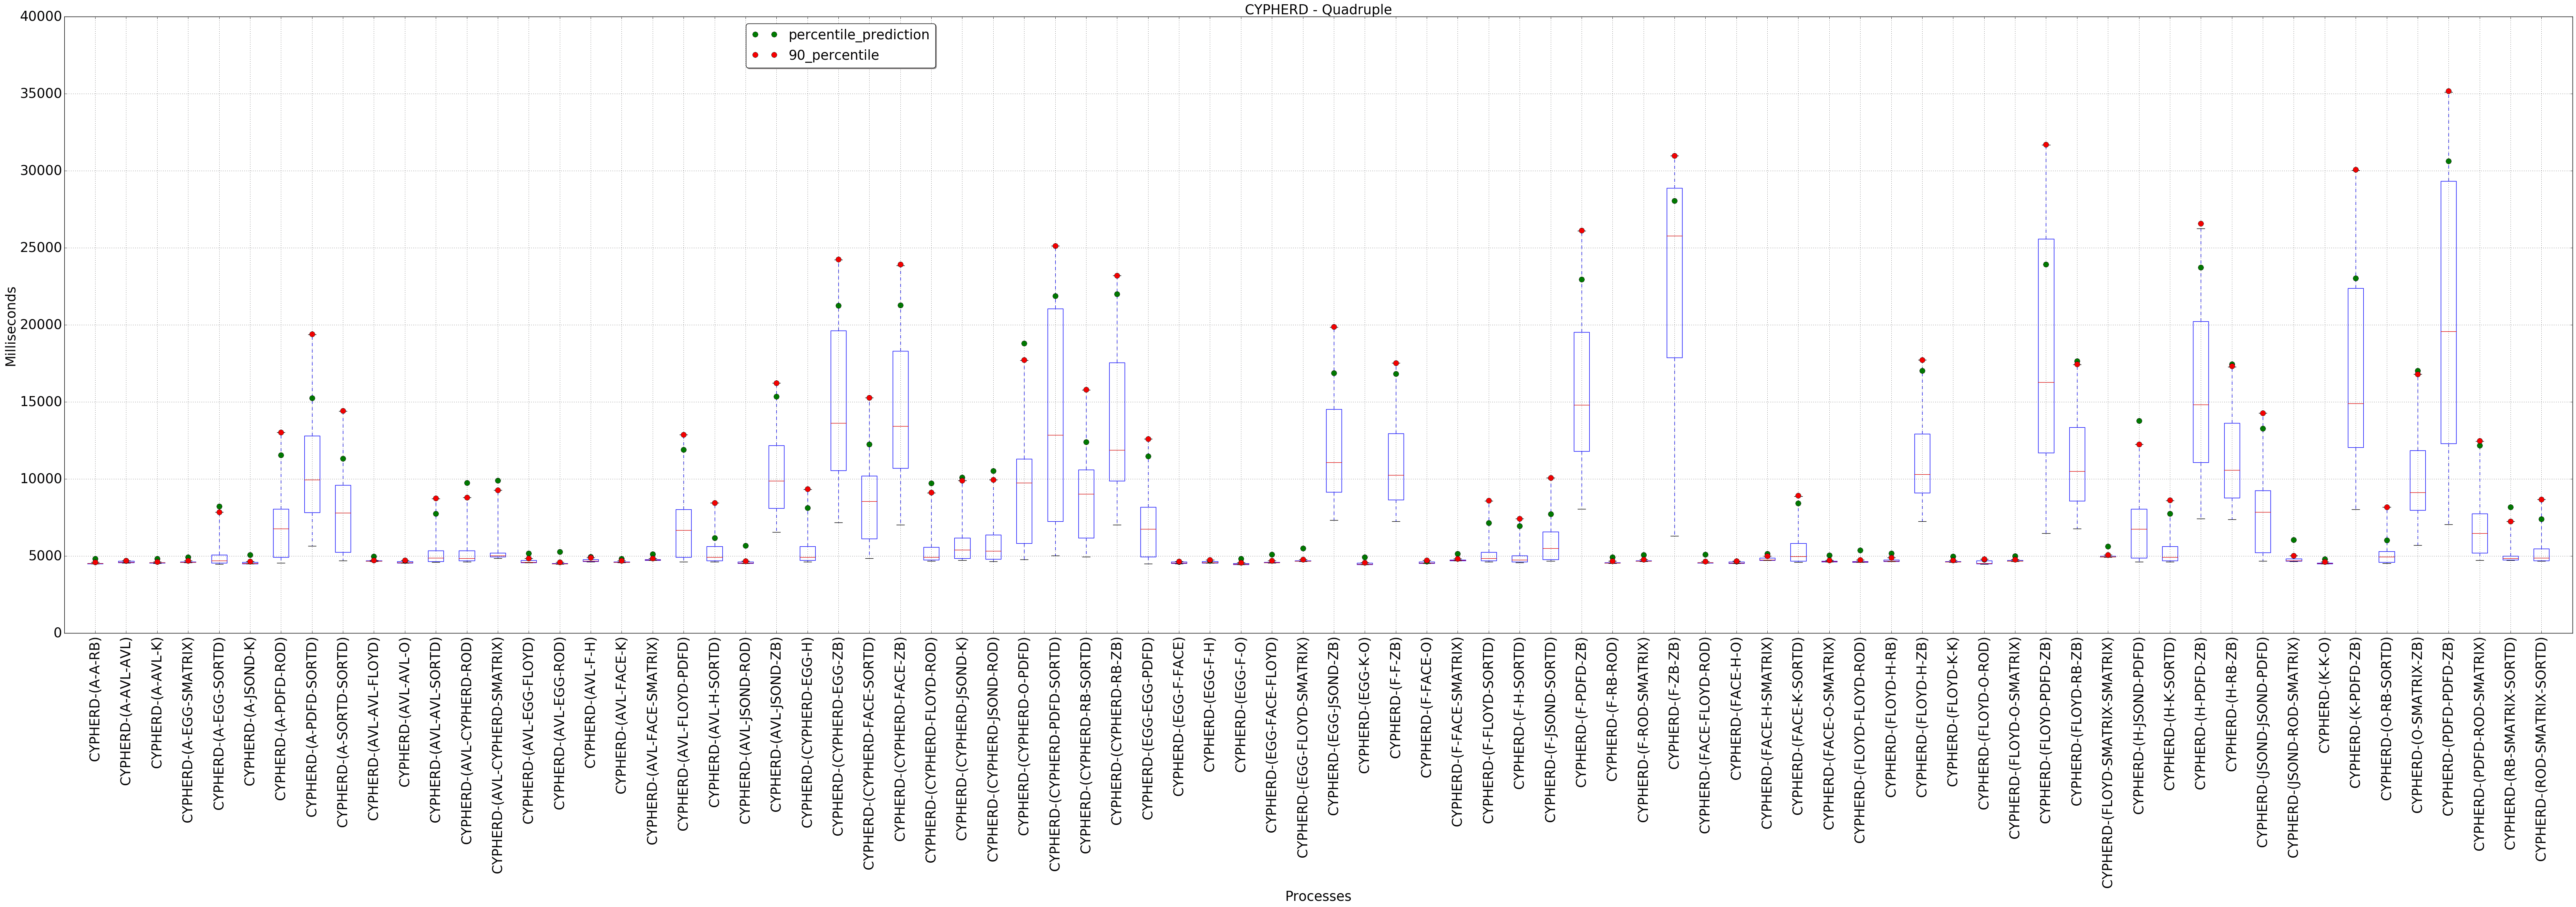 CYPHERD - Quadruple
percentile_prediction
90_percentile
40000
35000
30000
25000
20000
15000
10000
5000
0
Milliseconds
CYPHERD-(A-A-RB)
CYPHERD-(A-AVL-AVL)
CYPHERD-(A-AVL-K)
CYPHERD-(A-EGG-SMATRIX)
CYPHERD-(A-EGG-SORTD)
CYPHERD-(A-JSOND-K)
CYPHERD-(A-PDFD-ROD)
CYPHERD-(A-PDFD-SORTD)
CYPHERD-(A-SORTD-SORTD)
CYPHERD-(AVL-AVL-FLOYD)
CYPHERD-(AVL-AVL-O)
CYPHERD-(AVL-AVL-SORTD)
CYPHERD-(AVL-CYPHERD-ROD)
CYPHERD-(AVL-CYPHERD-SMATRIX)
CYPHERD-(AVL-EGG-FLOYD)
CYPHERD-(AVL-EGG-ROD)
CYPHERD-(AVL-F-H)
CYPHERD-(AVL-FACE-K)
CYPHERD-(AVL-FACE-SMATRIX)
CYPHERD-(AVL-FLOYD-PDFD)
CYPHERD-(AVL-H-SORTD)
CYPHERD-(AVL-JSOND-ROD)
CYPHERD-(AVL-JSOND-ZB)
CYPHERD-(CYPHERD-EGG-H)
CYPHERD-(CYPHERD-EGG-ZB)
CYPHERD-(CYPHERD-FACE-SORTD)
CYPHERD-(CYPHERD-FACE-ZB)
CYPHERD-(CYPHERD-FLOYD-ROD)
CYPHERD-(CYPHERD-JSOND-K)
CYPHERD-(CYPHERD-JSOND-ROD)
CYPHERD-(CYPHERD-O-PDFD)
CYPHERD-(CYPHERD-PDFD-SORTD)
CYPHERD-(CYPHERD-RB-SORTD)
CYPHERD-(CYPHERD-RB-ZB)
CYPHERD-(EGG-EGG-PDFD)
CYPHERD-(EGG-F-FACE)
CYPHERD-(EGG-F-H)
CYPHERD-(EGG-F-O)
CYPHERD-(EGG-FACE-FLOYD)
CYPHERD-(EGG-FLOYD-SMATRIX)
CYPHERD-(EGG-JSOND-ZB)
CYPHERD-(EGG-K-O)
CYPHERD-(F-F-ZB)
CYPHERD-(F-FACE-O)
CYPHERD-(F-FACE-SMATRIX)
CYPHERD-(F-FLOYD-SORTD)
CYPHERD-(F-H-SORTD)
CYPHERD-(F-JSOND-SORTD)
CYPHERD-(F-PDFD-ZB)
CYPHERD-(F-RB-ROD)
CYPHERD-(F-ROD-SMATRIX)
CYPHERD-(F-ZB-ZB)
CYPHERD-(FACE-FLOYD-ROD)
CYPHERD-(FACE-H-O)
CYPHERD-(FACE-H-SMATRIX)
CYPHERD-(FACE-K-SORTD)
CYPHERD-(FACE-O-SMATRIX)
CYPHERD-(FLOYD-FLOYD-ROD)
CYPHERD-(FLOYD-H-RB)
CYPHERD-(FLOYD-H-ZB)
CYPHERD-(FLOYD-K-K)
CYPHERD-(FLOYD-O-ROD)
CYPHERD-(FLOYD-O-SMATRIX)
CYPHERD-(FLOYD-PDFD-ZB)
CYPHERD-(FLOYD-RB-ZB)
CYPHERD-(FLOYD-SMATRIX-SMATRIX)
CYPHERD-(H-JSOND-PDFD)
CYPHERD-(H-K-SORTD)
CYPHERD-(H-PDFD-ZB)
CYPHERD-(H-RB-ZB)
CYPHERD-(JSOND-JSOND-PDFD)
CYPHERD-(JSOND-ROD-SMATRIX)
CYPHERD-(K-K-O)
CYPHERD-(K-PDFD-ZB)
CYPHERD-(O-RB-SORTD)
CYPHERD-(O-SMATRIX-ZB)
CYPHERD-(PDFD-PDFD-ZB)
CYPHERD-(PDFD-ROD-SMATRIX)
CYPHERD-(RB-SMATRIX-SORTD)
CYPHERD-(ROD-SMATRIX-SORTD)
Processes